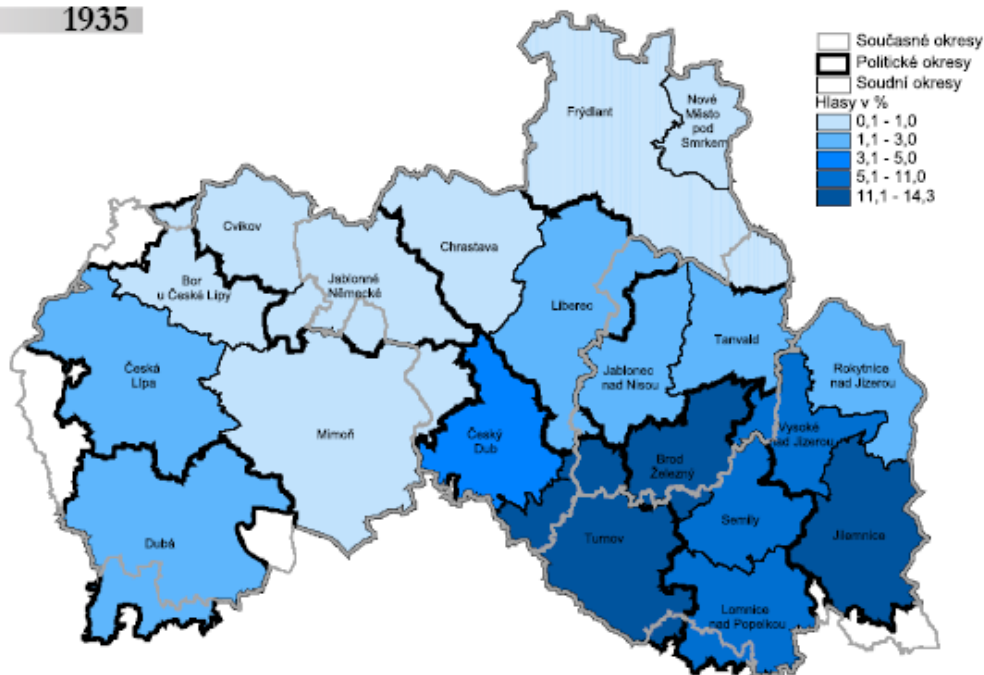 1935
Současné okresy
Politické okresy
Soudní okresy
Hlasy v %
0,1 - 1,0
1,1 - 3,0
3,1 - 5,0
5,1 - 11,0
11,1 - 14,3
Frýdlant
Nové
Město
pod
Smrkem
Cvikov
Chrastava
Jablonné
Německé
Bor
u České Lípy
Liberec
Tanvald
Česká
Lípa
Jablonec
nad Nisou
Rokytnice
nad Jizerou
Mimoň
Český
Dub
Vysoké
nad Jizerou
Brod
Železný
Dubá
Turnov
Semily
Jilemnice
Lomnice
nad Popelkou